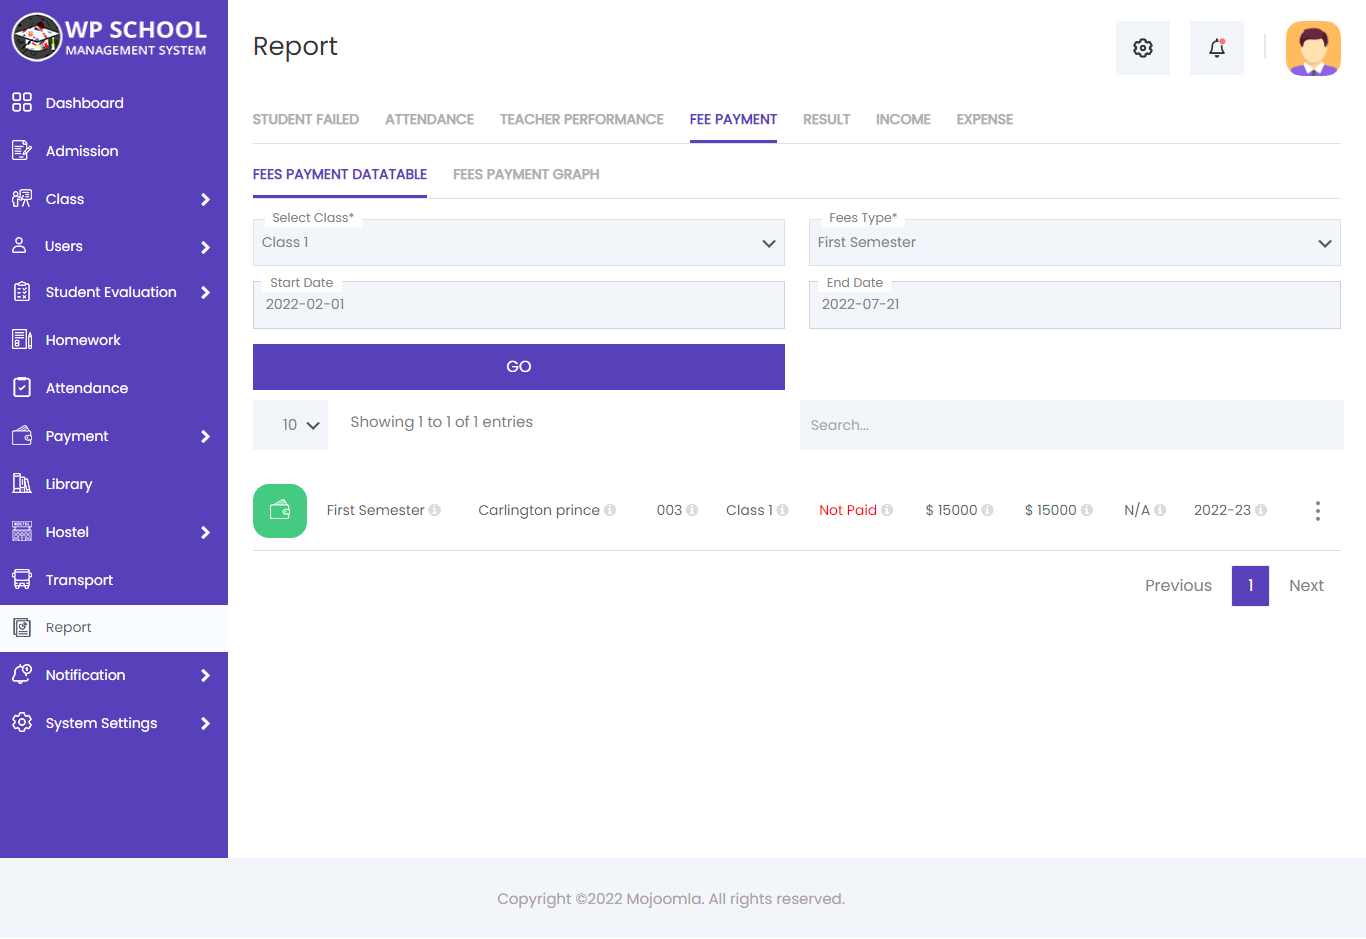 WP SCHOOL
MANAGEMENT SYSTEM
Dashboard
Admission
Class
Users
Student Evaluation
Homework
Attendance
Payment
Library
Hostel
Transport
Report
Notification
System Settings
Report
STUDENT FAILED ATTENDANCE TEACHER PERFORMANCE FEE PAYMENT RESULT INCOME EXPENSE
FEES PAYMENT DATATABLE FEES PAYMENT GRAPH
Select Class* Fees Type*
Class 1 First Semester
Start Date End Date
2022-02-01 2022-07-21
GO
10 Showing 1 to 1 of 1 entries Search...
First Semester Carlington prince 003 Class 1 Not Paid $ 15000 $ 15000 N/A 2022-23
Previous 1 Next
Copyright ©2022 Mojoomla. All rights reserved.